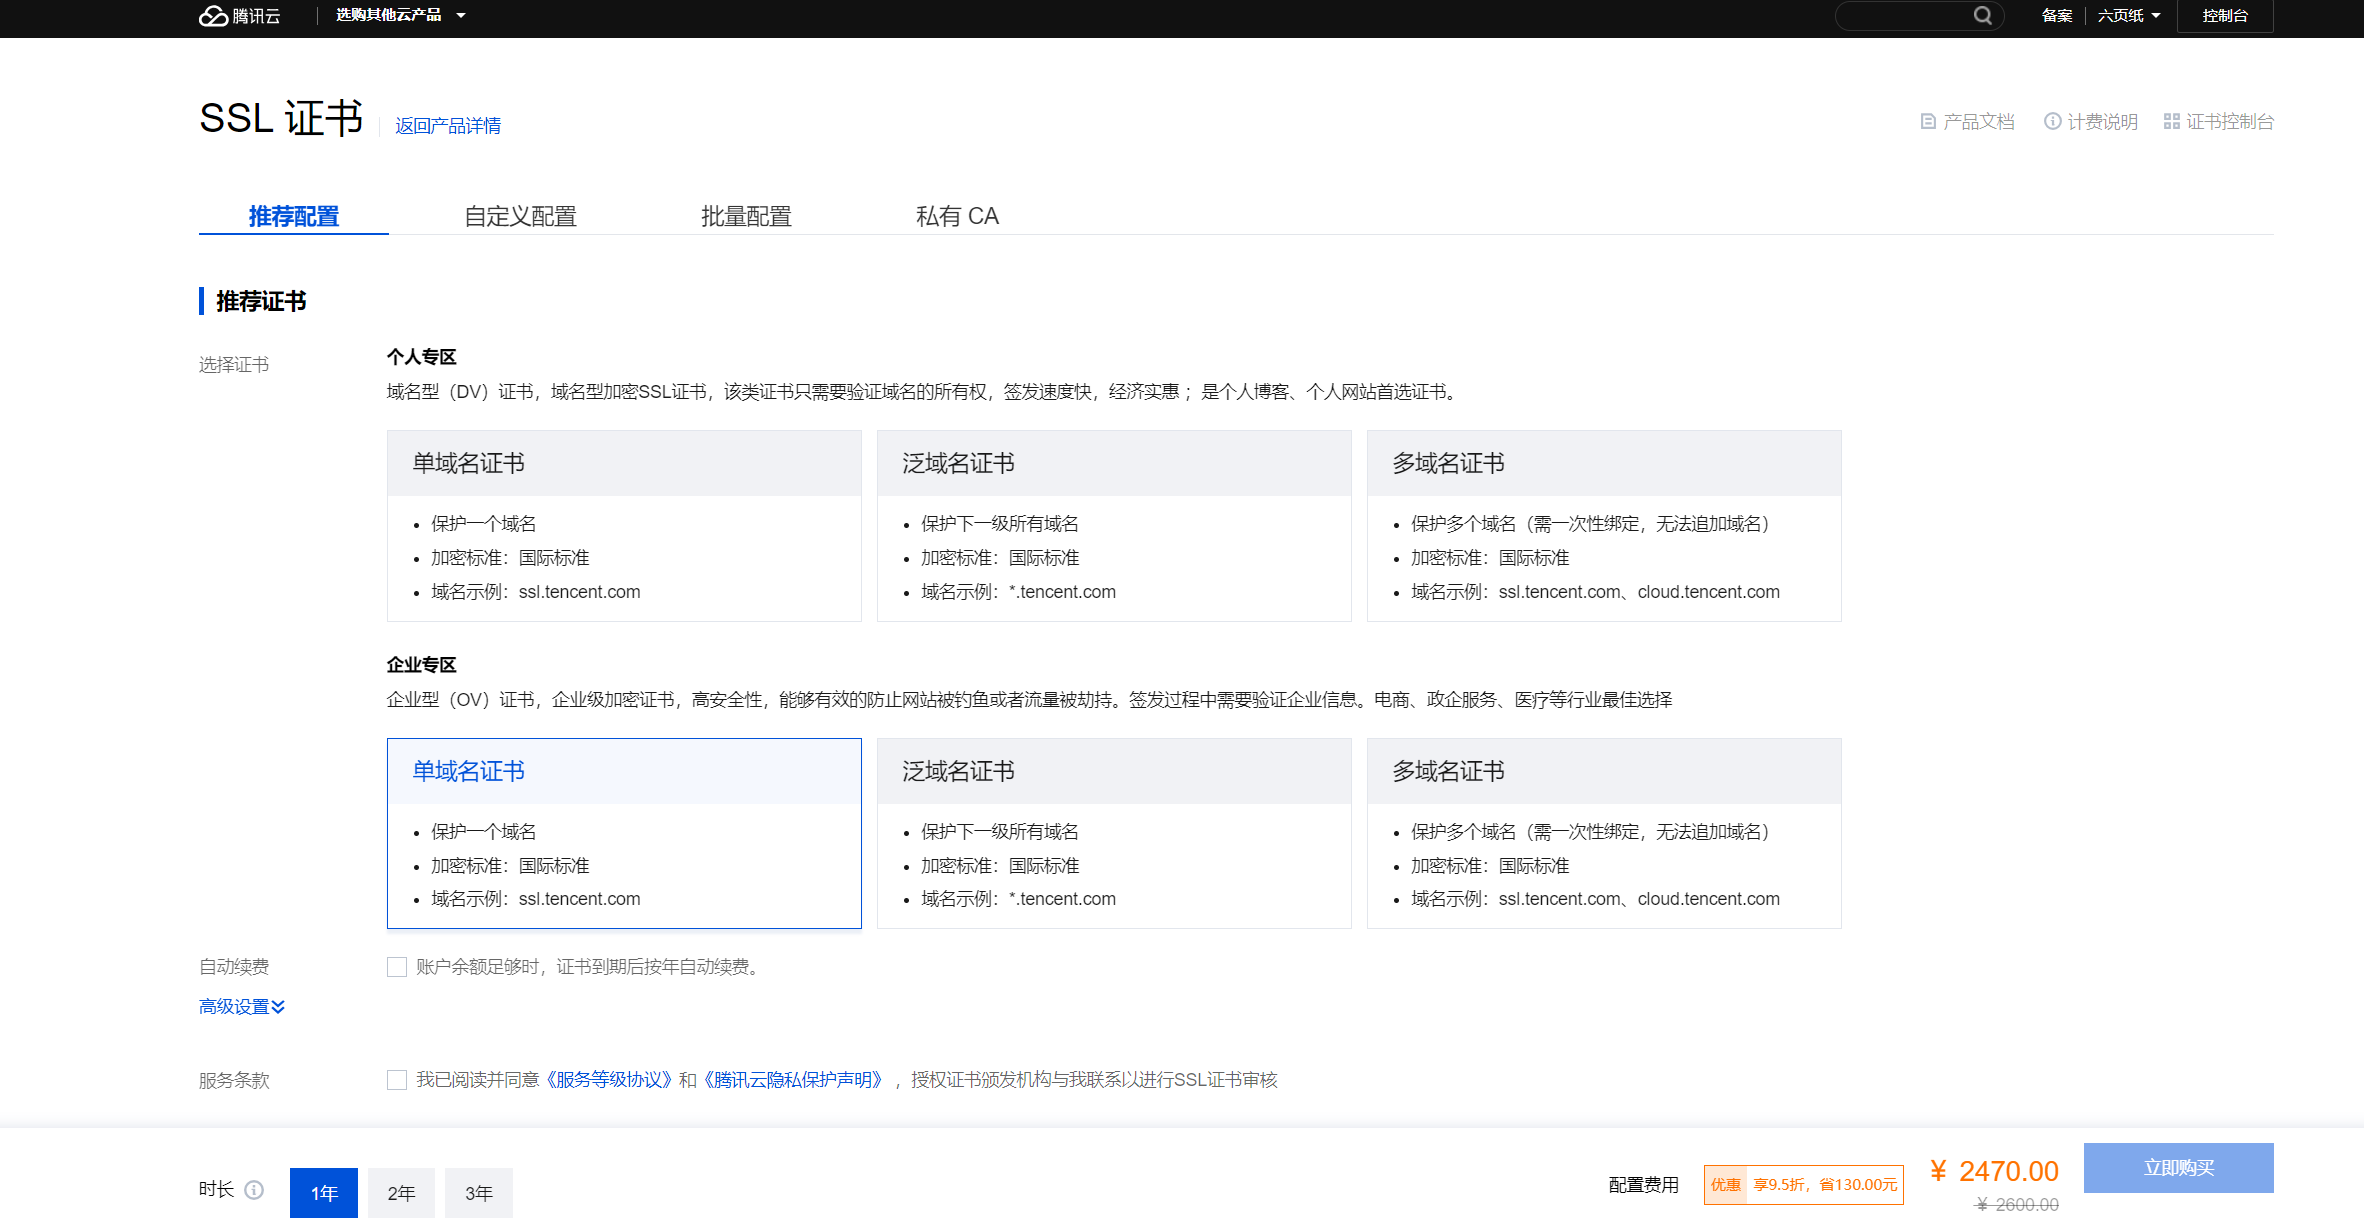 腾讯云 选购其他云产品 备案 六页纸 控制台
SSL 证书 返回产品详情 产品文档 计费说明 证书控制台
推荐配置 自定义配置 批量配置 私有 CA
推荐证书
选择证书
个人专区
域名型（DV）证书，域名型加密SSL证书，该类证书只需要验证域名的所有权，签发速度快，经济实惠；是个人博客、个人网站首选证书。
单域名证书
保护一个域名
加密标准：国际标准
域名示例：ssl.tencent.com
泛域名证书
保护下一级所有域名
加密标准：国际标准
域名示例：*.tencent.com
多域名证书
保护多个域名（需一次性绑定，无法追加域名）
加密标准：国际标准
域名示例：ssl.tencent.com、cloud.tencent.com
企业专区
企业型（OV）证书，企业级加密证书，高安全性，能够有效的防止网站被钓鱼或者流量被劫持。签发过程中需要验证企业信息。电商、政企服务、医疗等行业最佳选择
单域名证书
保护一个域名
加密标准：国际标准
域名示例：ssl.tencent.com
泛域名证书
保护下一级所有域名
加密标准：国际标准
域名示例：*.tencent.com
多域名证书
保护多个域名（需一次性绑定，无法追加域名）
加密标准：国际标准
域名示例：ssl.tencent.com、cloud.tencent.com
自动续费 账户余额足够时，证书到期后按年自动续费。
高级设置
服务条款 我已阅读并同意《服务等级协议》和《腾讯云隐私保护声明》，授权证书颁发机构与我联系以进行SSL证书审核
时长 1年 2年 3年
配置费用 优惠 享9.5折，省130.00元 ¥ 2470.00 立即购买
¥ 2600.00